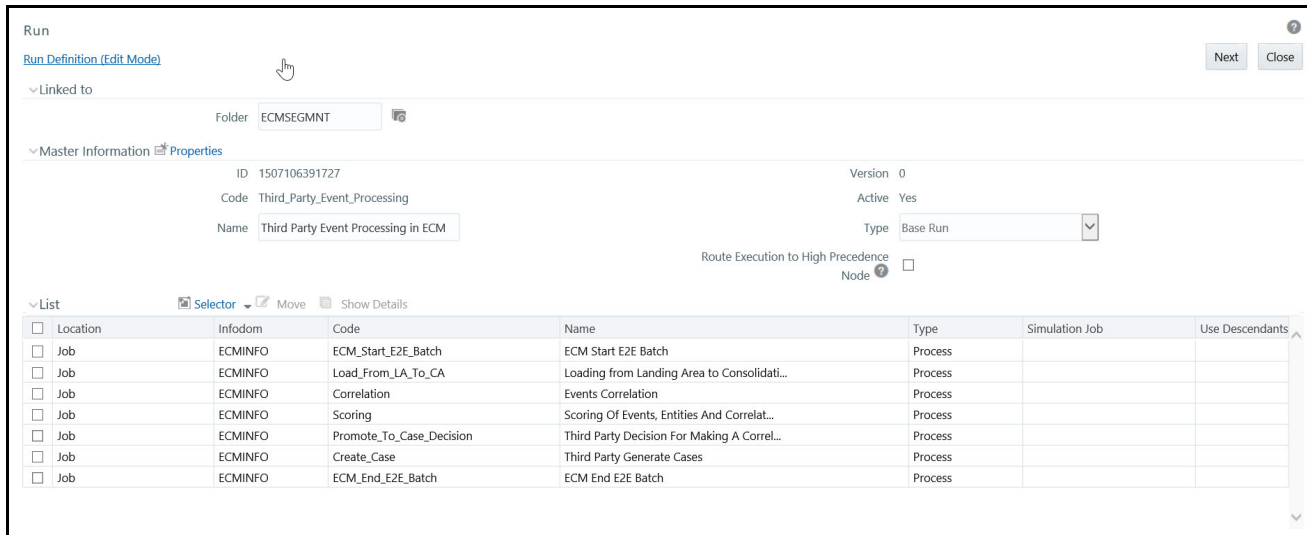 Run
Run Definition (Edit Mode)
Next Close
Linked to
Folder ECMSEGMNT
Master Information Properties
ID 1507106391727 Version 0
Code Third_Party_Event_Processing Active Yes
Name Third Party Event Processing in ECM Type Base Run
Route Execution to High Precedence
Node ?
List Selector Move Show Details
Location Infodom Code Name Type Simulation Job Use Descendants
Job ECMINFO ECM_Start_E2E_Batch ECM Start E2E Batch Process
Job ECMINFO Load_From_LA_To_CA Loading from Landing Area to Consolidati... Process
Job ECMINFO Correlation Events Correlation Process
Job ECMINFO Scoring Scoring Of Events, Entities And Correlat... Process
Job ECMINFO Promote_To_Case_Decision Third Party Decision For Making A Correl... Process
Job ECMINFO Create_Case Third Party Generate Cases Process
Job ECMINFO ECM_End_E2E_Batch ECM End E2E Batch Process